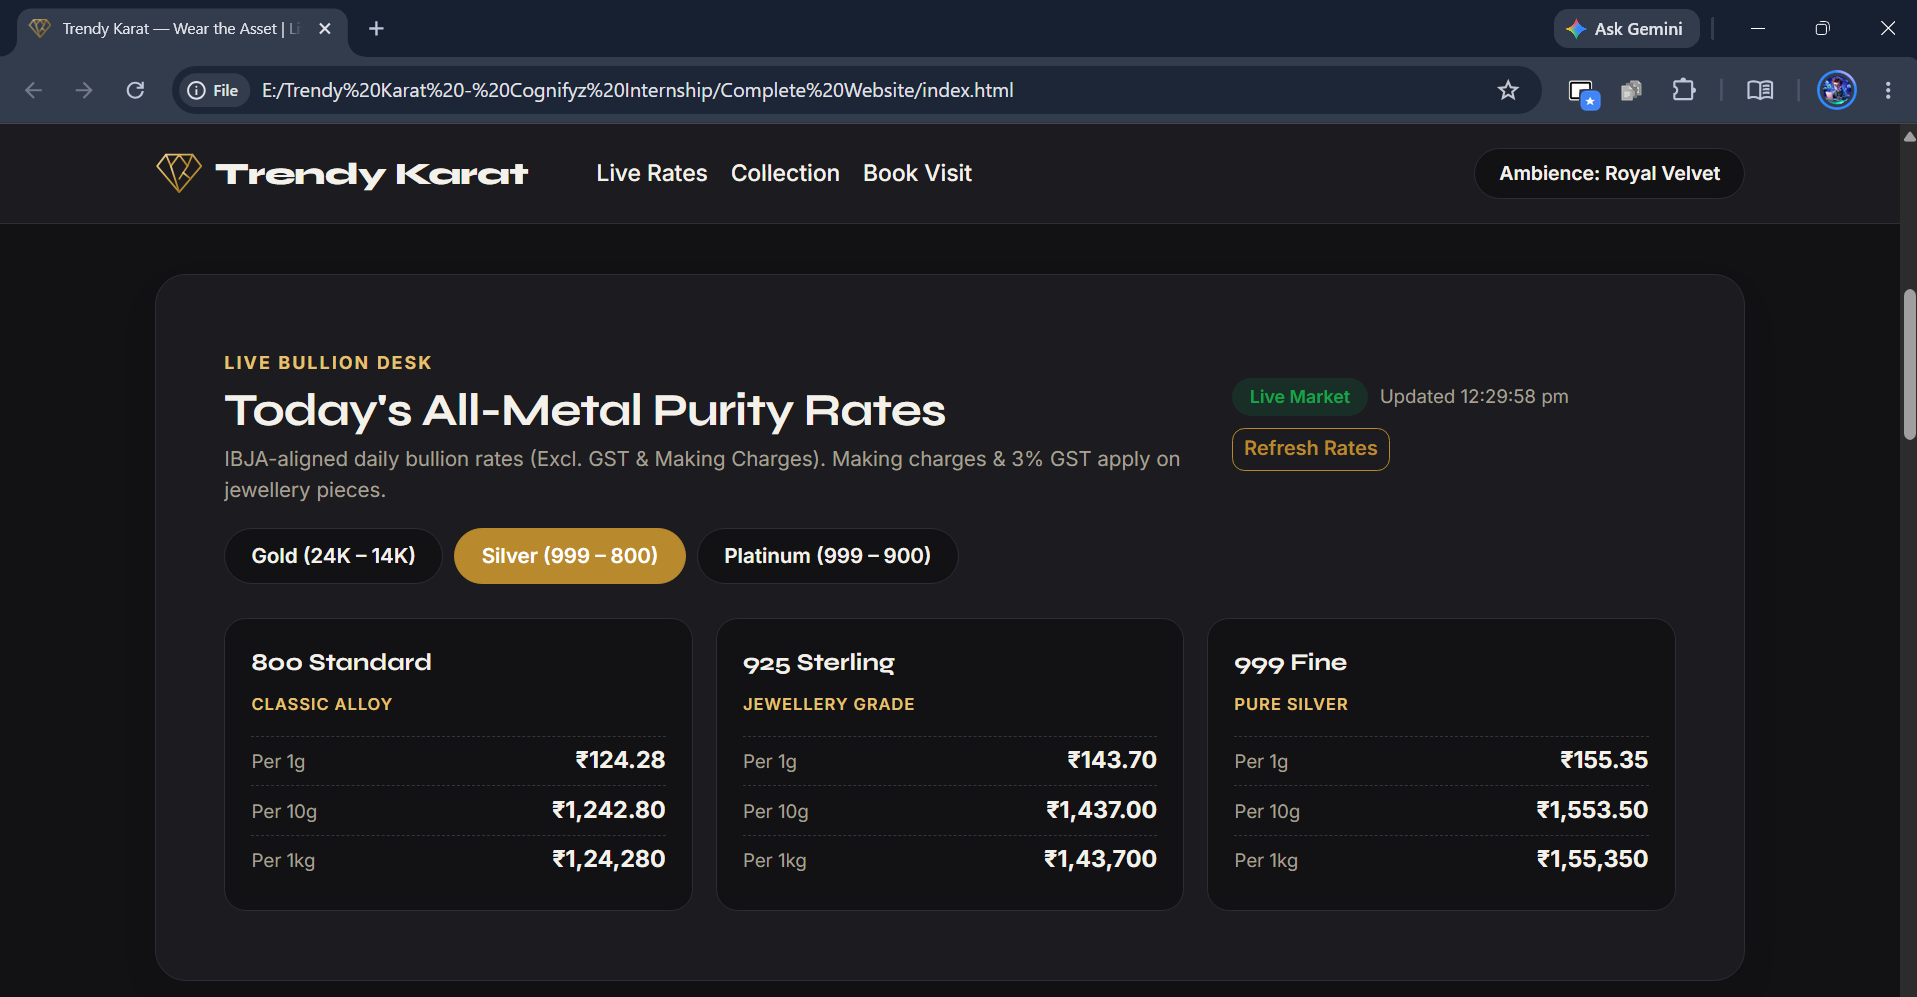 Trendy Karat — Wear the Asset | Li
Ask Gemini
File
E:/Trendy%20Karat%20-%20Cognifyz%20Internship/Complete%20Website/index.html
Trendy Karat
Live Rates
Collection
Book Visit
Ambience: Royal Velvet
LIVE BULLION DESK
Today's All-Metal Purity Rates
IBJA-aligned daily bullion rates (Excl. GST & Making Charges). Making charges & 3% GST apply on
jewellery pieces.
Live Market
Updated 12:29:58 pm
Refresh Rates
Gold (24K – 14K)
Silver (999 – 800)
Platinum (999 – 900)
800 Standard
CLASSIC ALLOY
Per 1g ₹124.28
Per 10g ₹1,242.80
Per 1kg ₹1,24,280
925 Sterling
JEWELLERY GRADE
Per 1g ₹143.70
Per 10g ₹1,437.00
Per 1kg ₹1,43,700
999 Fine
PURE SILVER
Per 1g ₹155.35
Per 10g ₹1,553.50
Per 1kg ₹1,55,350